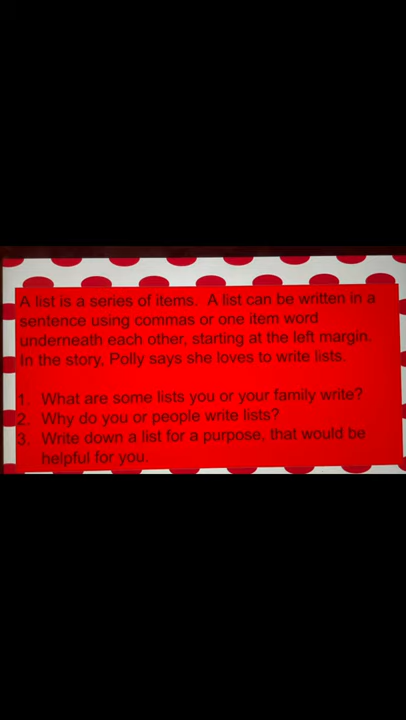 A list is a series of items. A list can be written in a
sentence using commas or one item word
underneath each other, starting at the left margin.
In the story, Polly says she loves to write lists.
1. What are some lists you or your family write?
2. Why do you or people write lists?
3. Write down a list for a purpose, that would be
helpful for you.